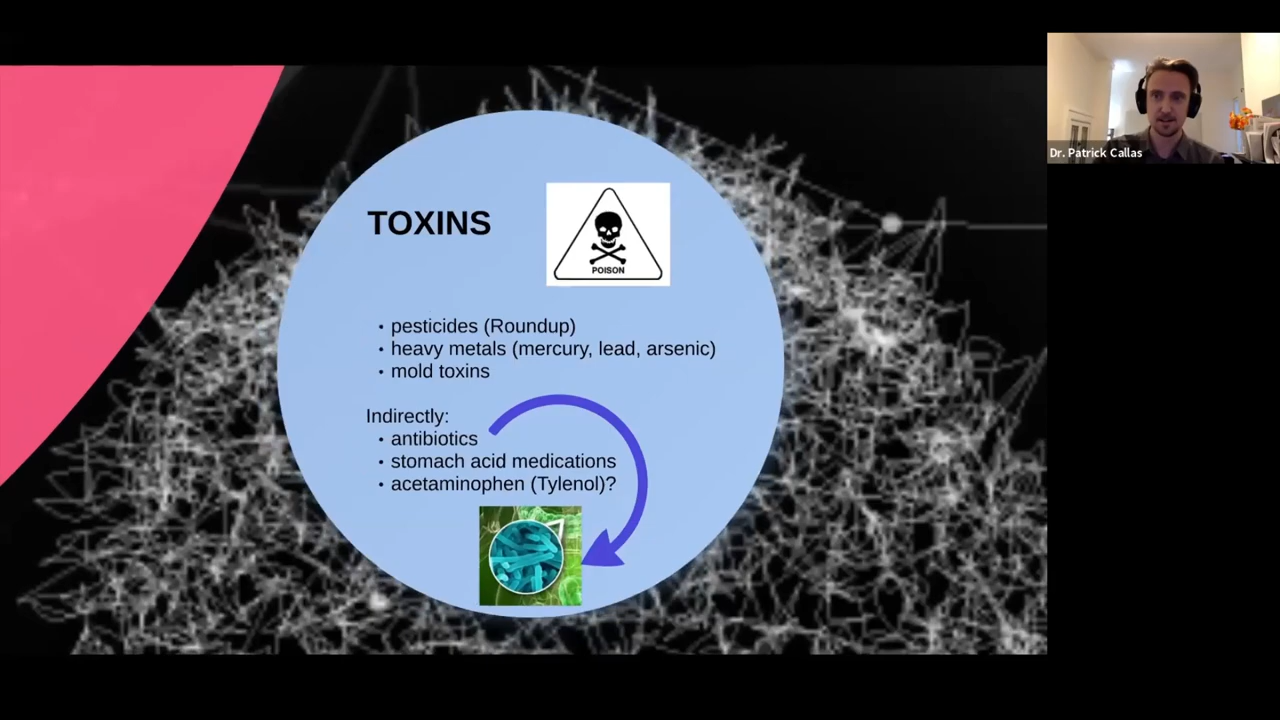 TOXINS
POISON
• pesticides (Roundup)
• heavy metals (mercury, lead, arsenic)
• mold toxins
Indirectly:
• antibiotics
• stomach acid medications
• acetaminophen (Tylenol)?
Dr. Patrick Callas